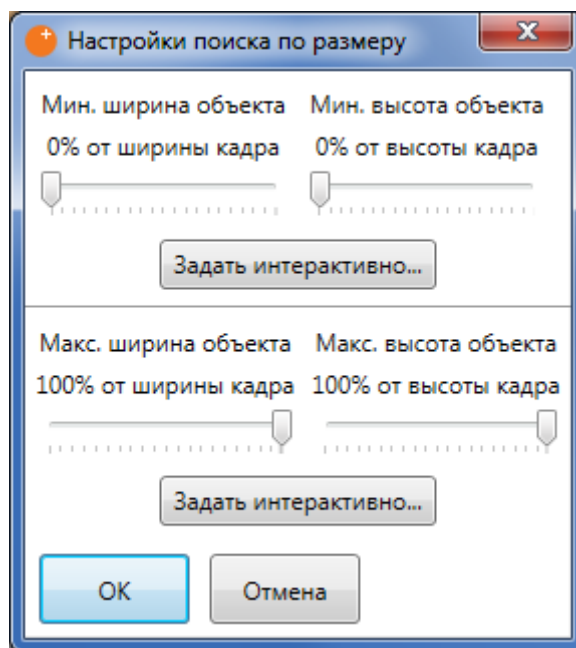 Настройки поиска по размеру
Мин. ширина объекта Мин. высота объекта
0% от ширины кадра 0% от высоты кадра
Задать интерактивно...
Макс. ширина объекта Макс. высота объекта
100% от ширины кадра 100% от высоты кадра
Задать интерактивно...
ОК Отмена